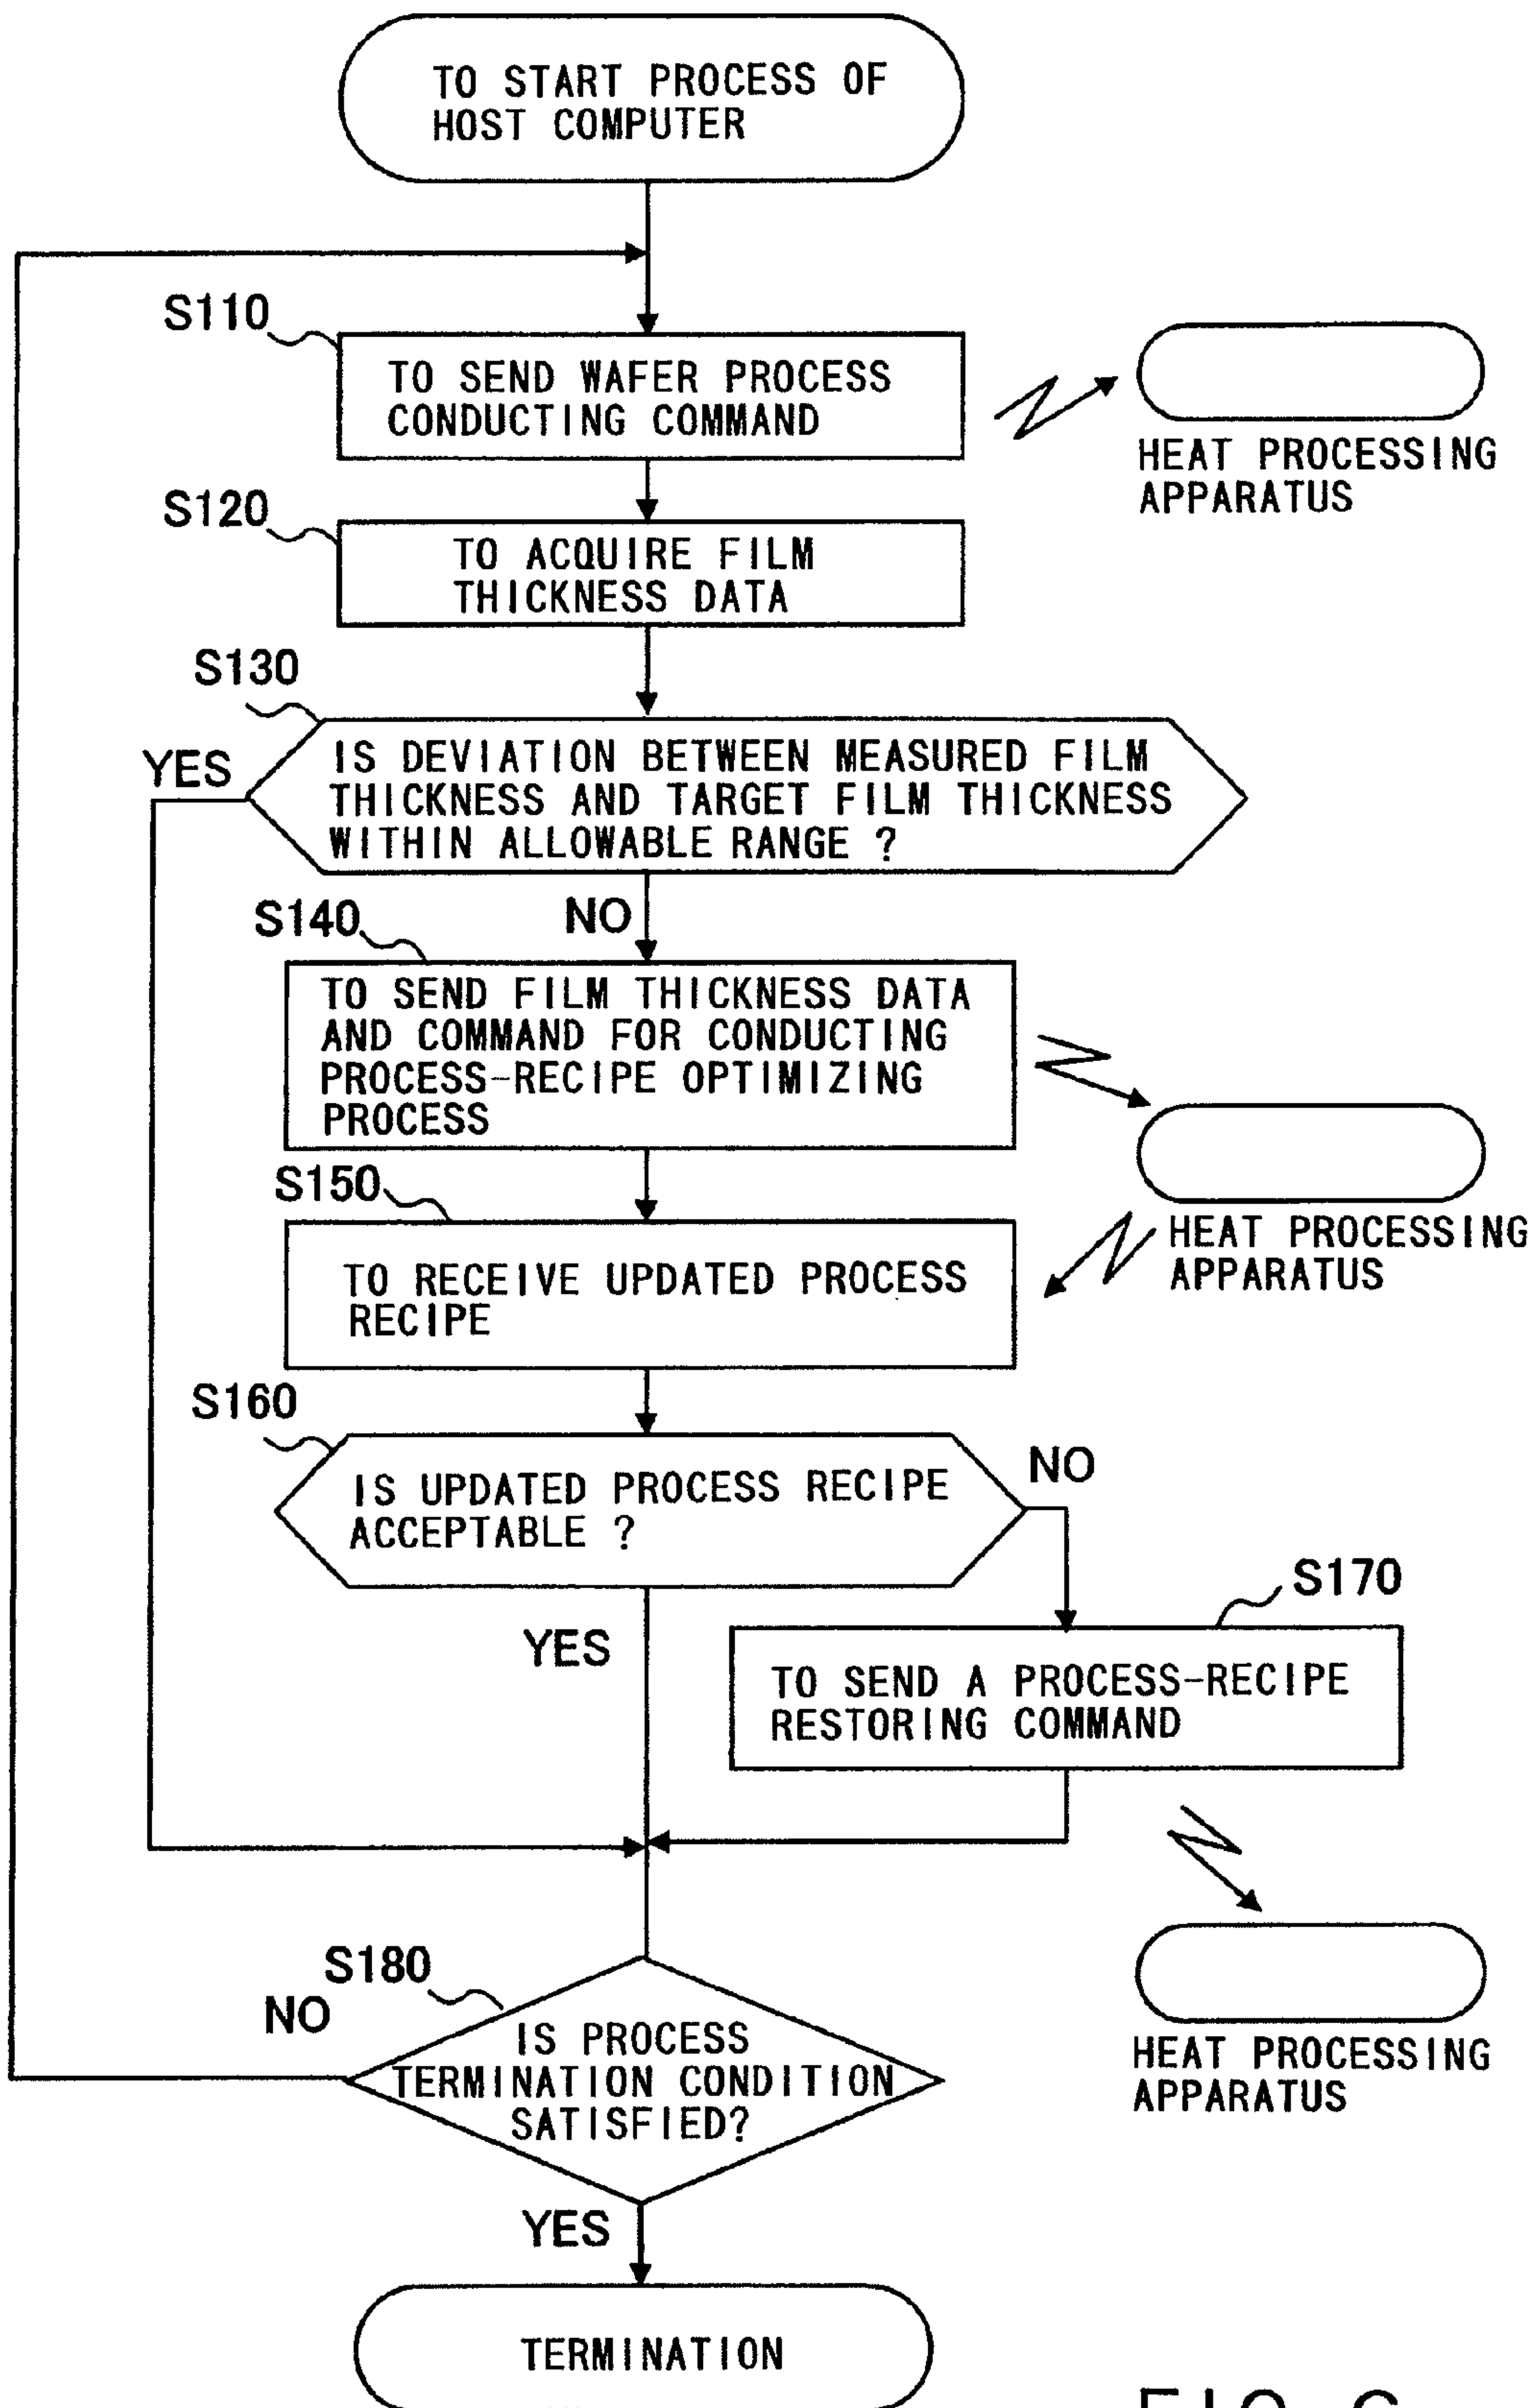 TO START PROCESS OF
HOST COMPUTER
S110
TO SEND WAFER PROCESS
CONDUCTING COMMAND
HEAT PROCESSING
APPARATUS
S120
TO ACQUIRE FILM
THICKNESS DATA
S130
YES
IS DEVIATION BETWEEN MEASURED FILM
THICKNESS AND TARGET FILM THICKNESS
WITHIN ALLOWABLE RANGE ?
NO
S140
TO SEND FILM THICKNESS DATA
AND COMMAND FOR CONDUCTING
PROCESS-RECIPE OPTIMIZING
PROCESS
HEAT PROCESSING
APPARATUS
S150
TO RECEIVE UPDATED PROCESS
RECIPE
S160
IS UPDATED PROCESS RECIPE
ACCEPTABLE ?
NO
YES
S170
TO SEND A PROCESS-RECIPE
RESTORING COMMAND
HEAT PROCESSING
APPARATUS
S180
NO
IS PROCESS
TERMINATION CONDITION
SATISFIED?
YES
TERMINATION